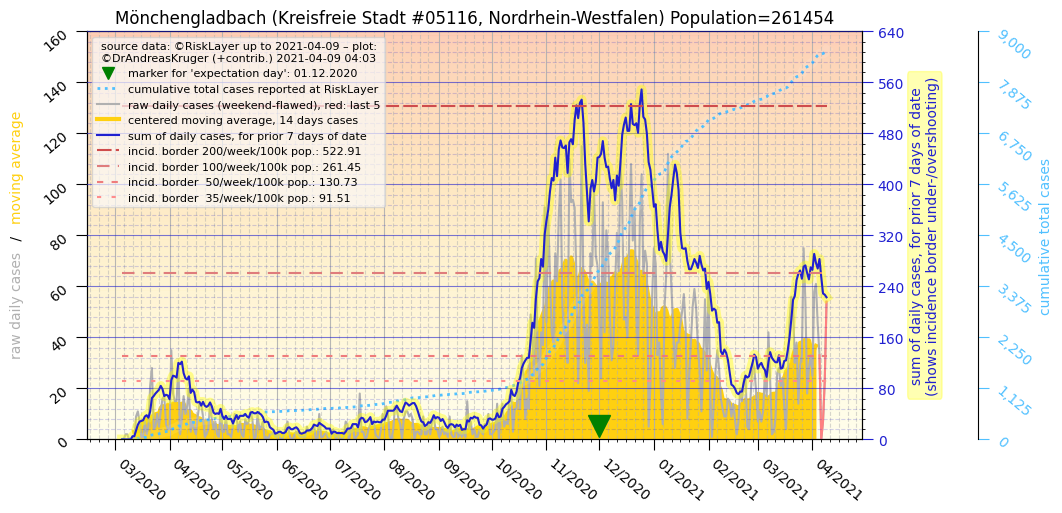 Mönchengladbach (Kreisfreie Stadt #05116, Nordrhein-Westfalen) Population=261454
source data: ©RiskLayer up to 2021-04-09 – plot:
©DrAndreasKruger (+contrib.) 2021-04-09 04:03
marker for 'expectation day': 01.12.2020
cumulative total cases reported at RiskLayer
raw daily cases (weekend-flawed), red: last 5
centered moving average, 14 days cases
sum of daily cases, for prior 7 days of date
incid. border 200/week/100k pop.: 522.91
incid. border 100/week/100k pop.: 261.45
incid. border  50/week/100k pop.: 130.73
incid. border  35/week/100k pop.: 91.51
raw daily cases  /  moving average
160
140
120
100
80
60
40
20
0
640
560
480
400
320
240
160
80
0
sum of daily cases, for prior 7 days of date
(shows incidence border under-/overshooting)
9,000
7,875
6,750
5,625
4,500
3,375
2,250
1,125
0
cumulative total cases
03/2020
04/2020
05/2020
06/2020
07/2020
08/2020
09/2020
10/2020
11/2020
12/2020
01/2021
02/2021
03/2021
04/2021